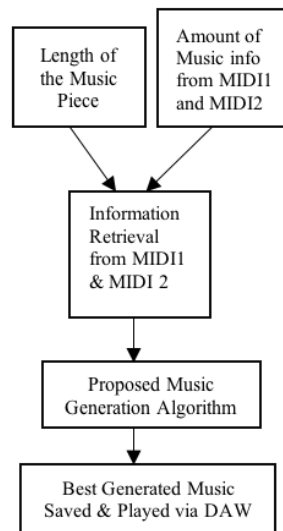 Length of
the Music
Piece
Amount of
Music info
from MIDI1
and MIDI2
Information
Retrieval
from MIDI1
& MIDI 2
Proposed Music
Generation Algorithm
Best Generated Music
Saved & Played via DAW